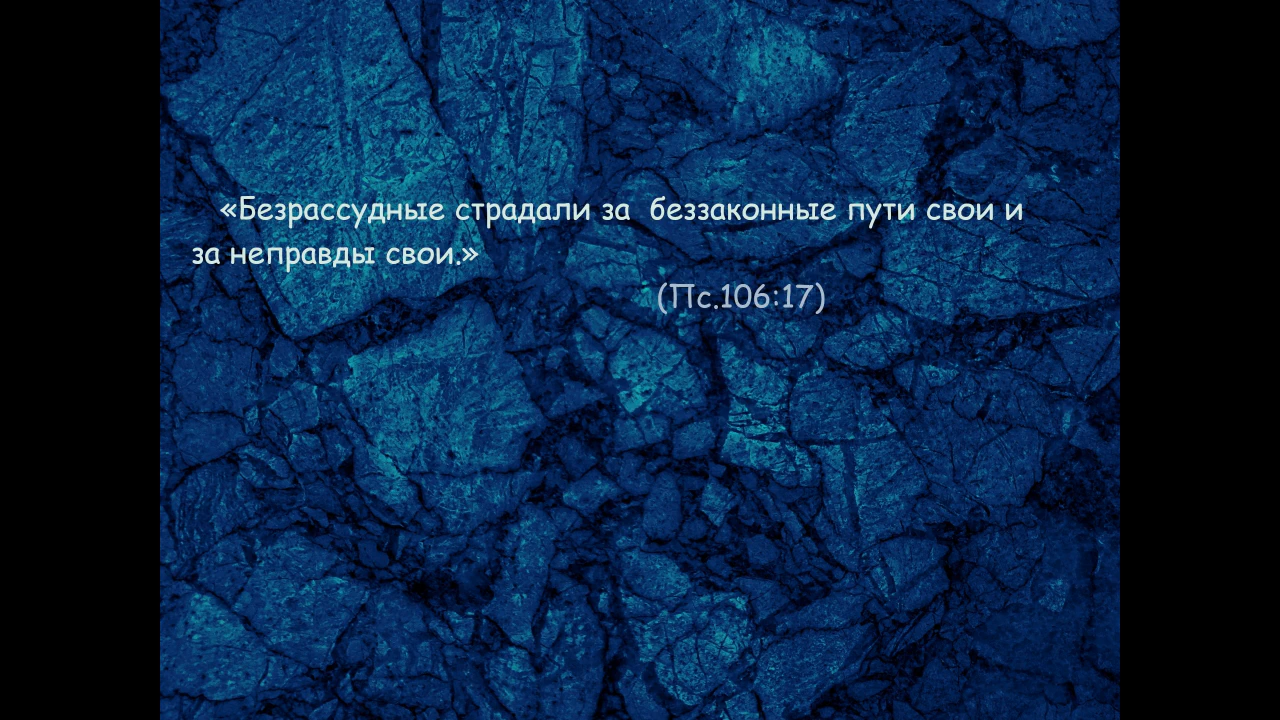 «Безрассудные страдали за беззаконные пути свои и
за неправды свои.»
(Пс.106:17)